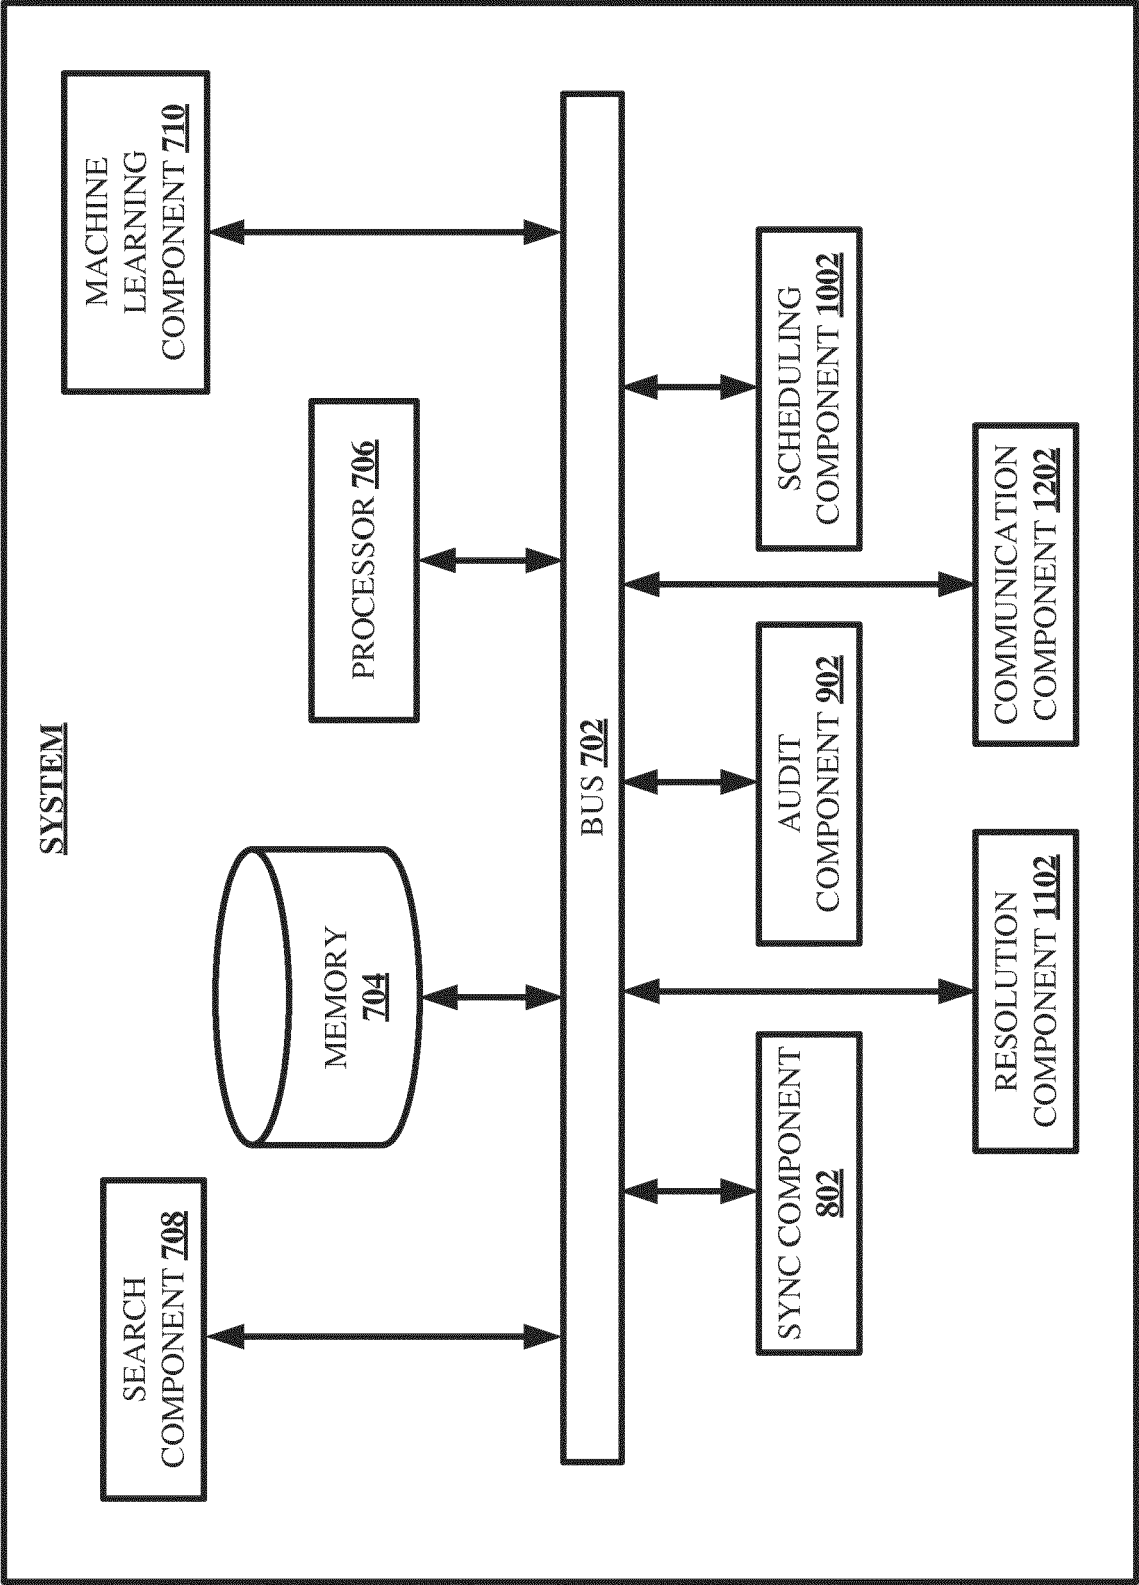 SYSTEM
SEARCH
COMPONENT 708
MEMORY
704
PROCESSOR 706
MACHINE
LEARNING
COMPONENT 710
BUS 702
SYNC COMPONENT
802
AUDIT
COMPONENT 902
SCHEDULING
COMPONENT 1002
RESOLUTION
COMPONENT 1102
COMMUNICATION
COMPONENT 1202